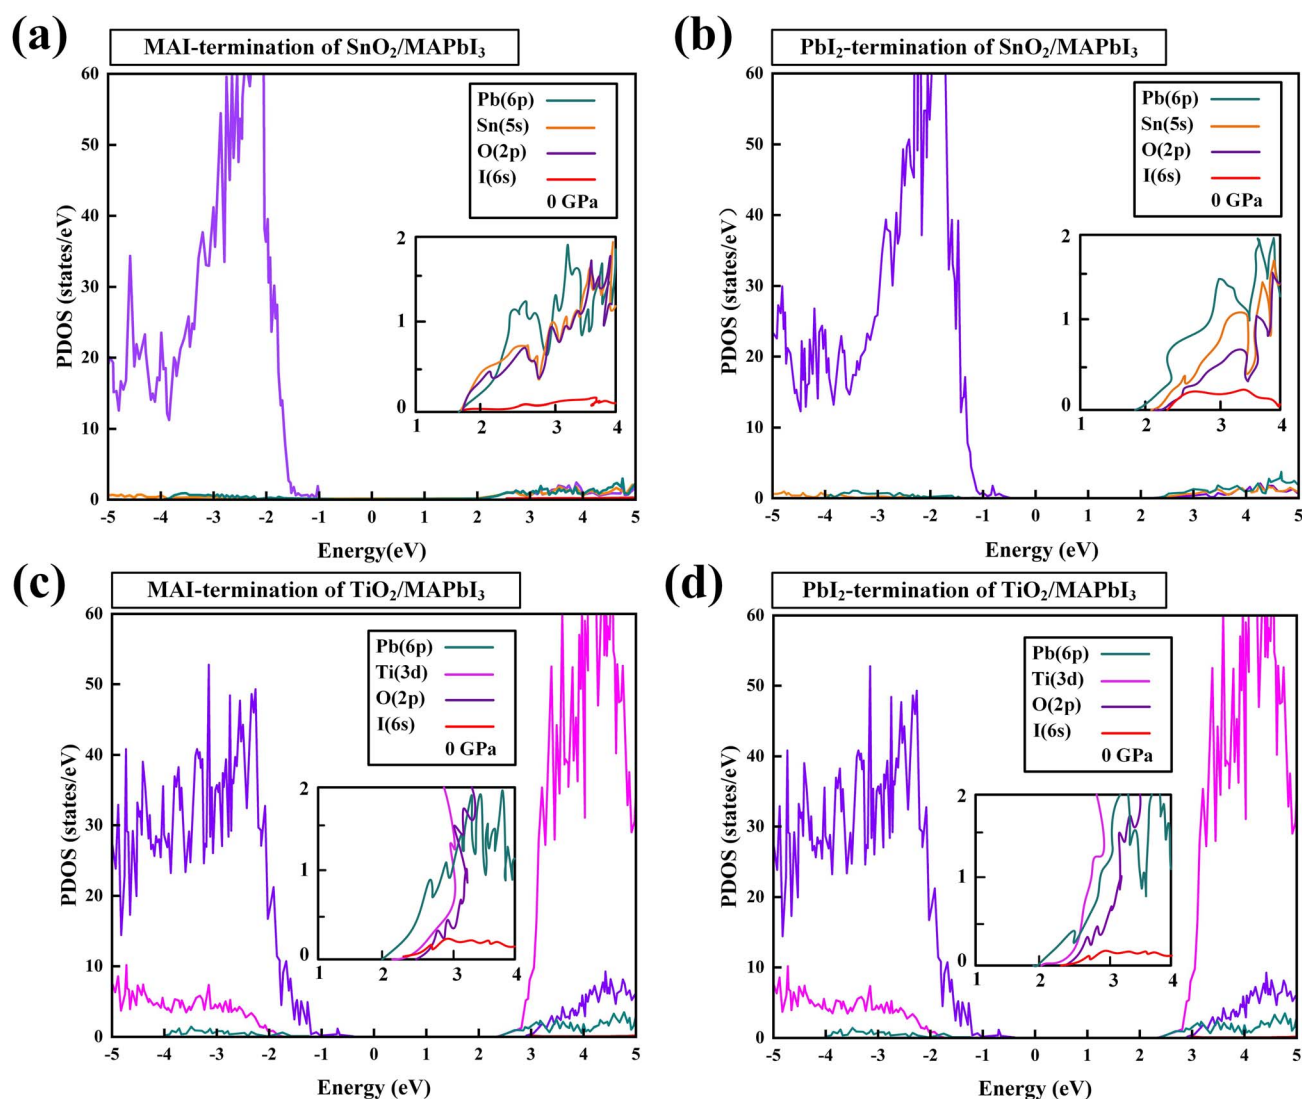 (a)
MAI-termination of SnO₂/MAPbI₃
60
50
40
30
20
10
0
PDOS (states/eV)
Pb(6p)
Sn(5s)
O(2p)
I(6s)
0 GPa
2
1
0
1 2 3 4
-5 -4 -3 -2 -1 0 1 2 3 4 5
Energy(eV)
(b)
PbI₂-termination of SnO₂/MAPbI₃
60
50
40
30
20
10
0
PDOS (states/eV)
Pb(6p)
Sn(5s)
O(2p)
I(6s)
0 GPa
2
1
0
1 2 3 4
-5 -4 -3 -2 -1 0 1 2 3 4 5
Energy (eV)
(c)
MAI-termination of TiO₂/MAPbI₃
60
50
40
30
20
10
0
PDOS (states/eV)
Pb(6p)
Ti(3d)
O(2p)
I(6s)
0 GPa
2
1
0
1 2 3 4
-5 -4 -3 -2 -1 0 1 2 3 4 5
Energy (eV)
(d)
PbI₂-termination of TiO₂/MAPbI₃
60
50
40
30
20
10
0
PDOS (states/eV)
Pb(6p)
Ti(3d)
O(2p)
I(6s)
0 GPa
2
1
0
1 2 3 4
-5 -4 -3 -2 -1 0 1 2 3 4 5
Energy (eV)